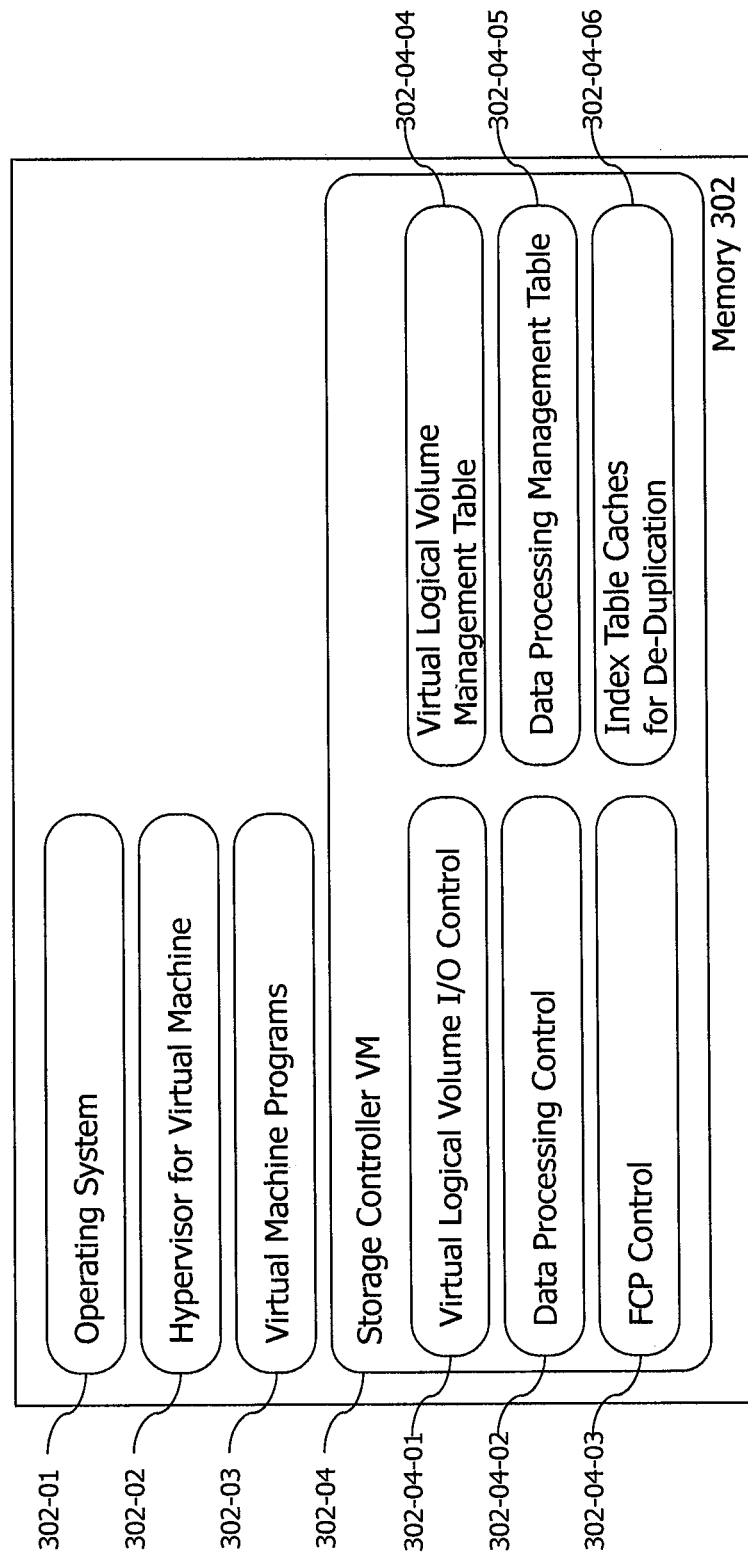 302-01
Operating System
302-02
Hypervisor for Virtual Machine
302-03
Virtual Machine Programs
302-04
Storage Controller VM
302-04-01
Virtual Logical Volume I/O Control
302-04-02
Data Processing Control
302-04-03
FCP Control
Virtual Logical Volume
Management Table
302-04-04
Data Processing Management Table
302-04-05
Index Table Caches
for De-Duplication
302-04-06
Memory 302